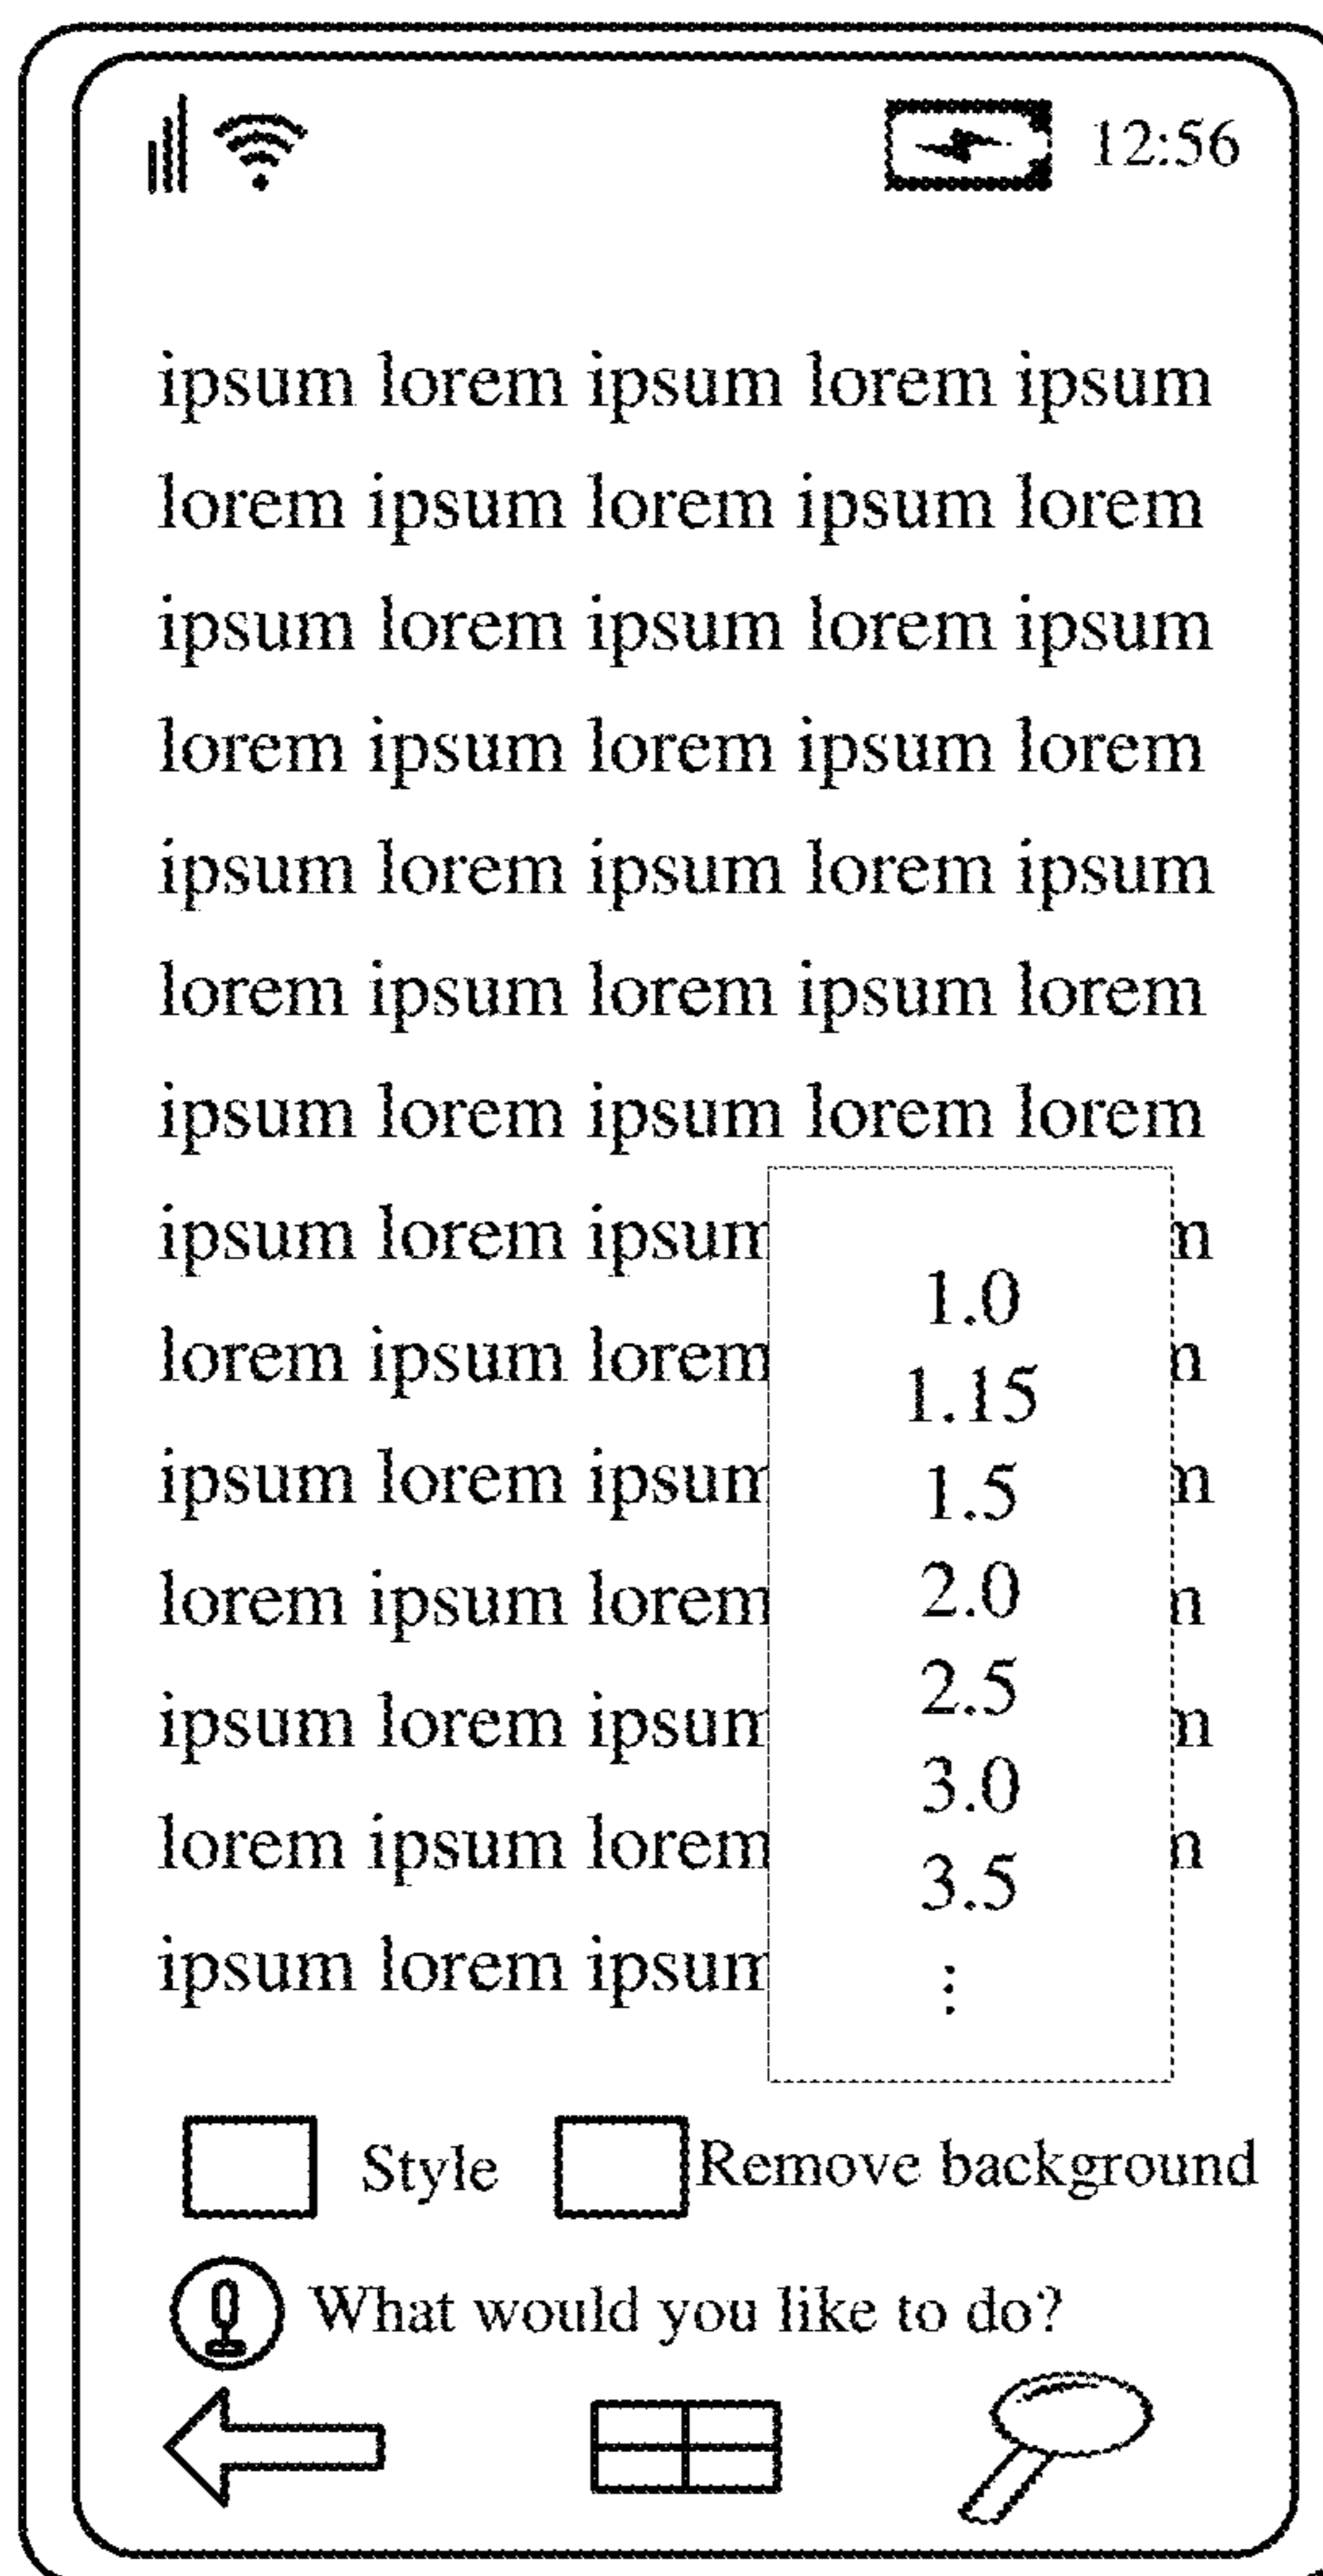 12:56
ipsum lorem ipsum lorem ipsum
lorem ipsum lorem ipsum lorem
ipsum lorem ipsum lorem ipsum
lorem ipsum lorem ipsum lorem
ipsum lorem ipsum lorem ipsum
lorem ipsum lorem ipsum lorem
ipsum lorem ipsum lorem lorem
ipsum lorem ipsum
lorem ipsum lorem
ipsum lorem ipsum
lorem ipsum lorem
ipsum lorem ipsum
lorem ipsum lorem
ipsum lorem ipsum
1.0
1.15
1.5
2.0
2.5
3.0
3.5
:
Style Remove background
What would you like to do?